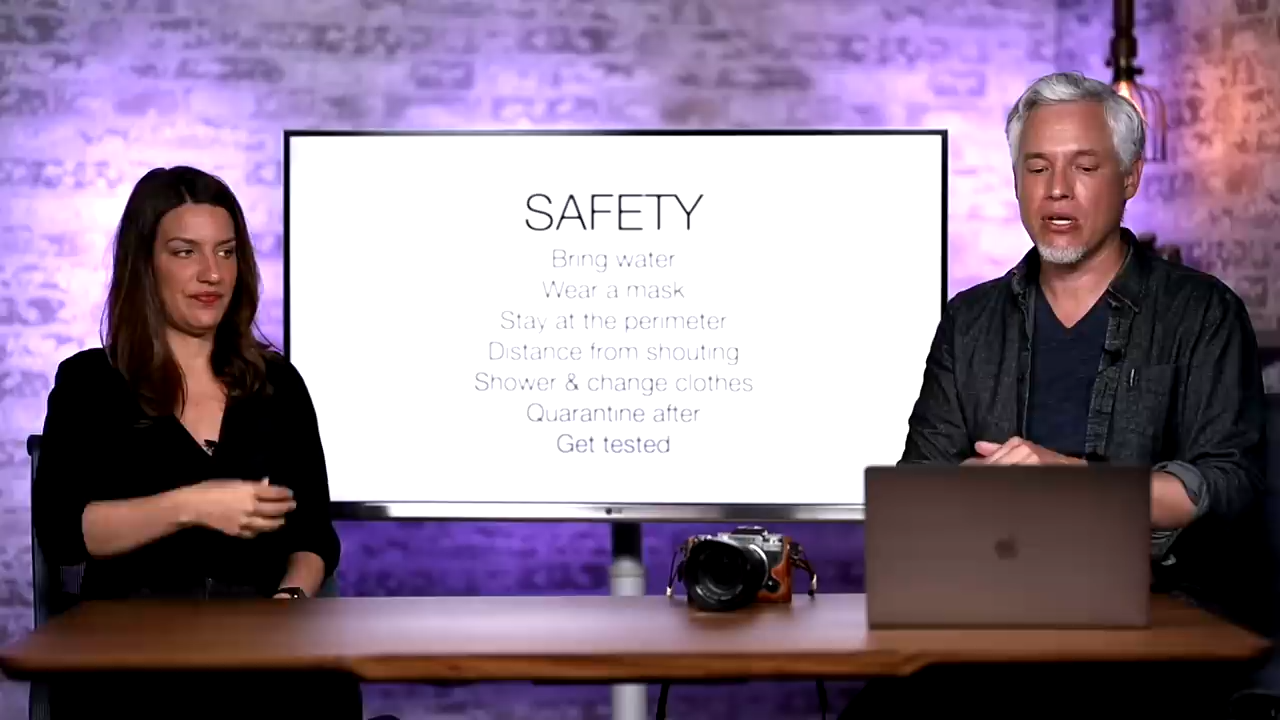 SAFETY
Bring water
Wear a mask
Stay at the perimeter
Distance from shouting
Shower & change clothes
Quarantine after
Get tested